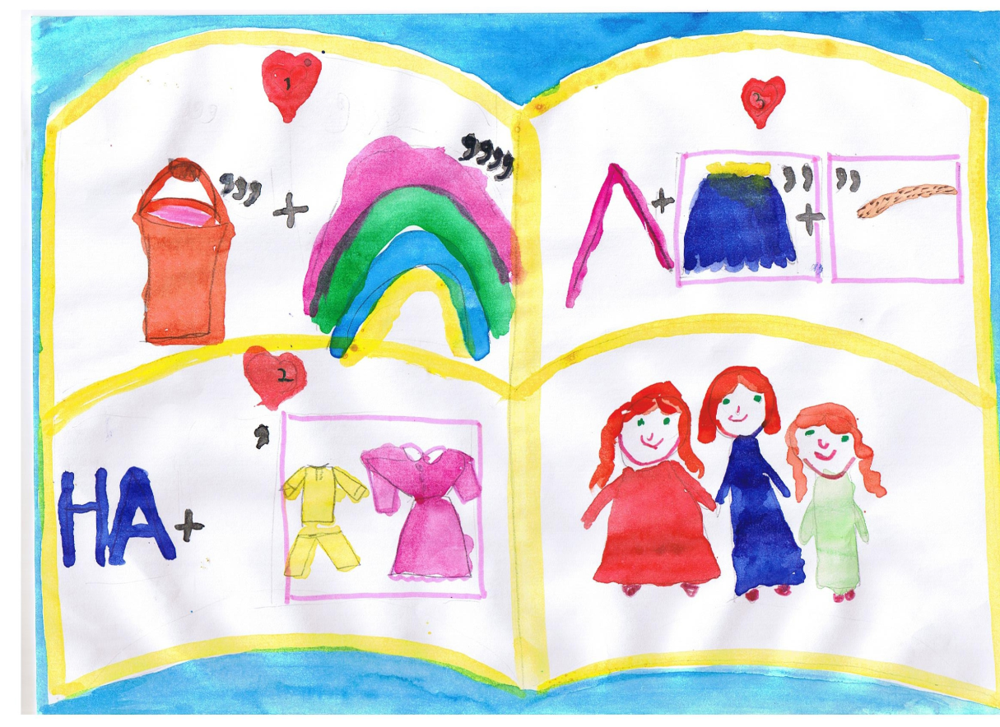 1
,,, + ,,,,
2
,
НА +
3
Л + ,, + ,,